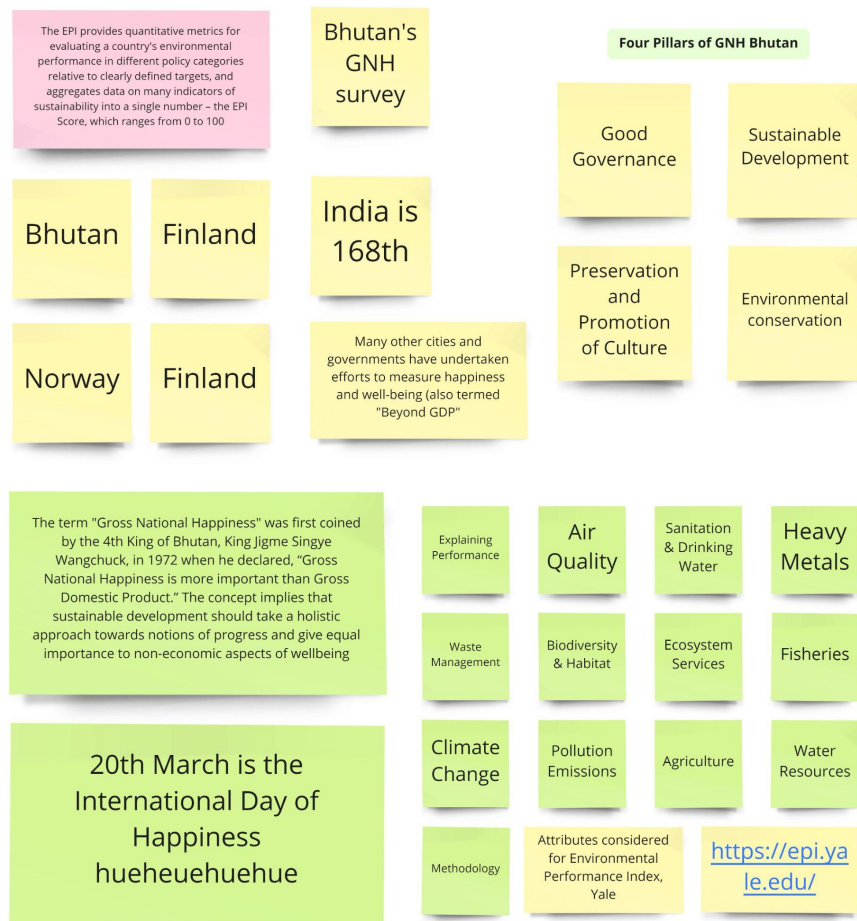 The EPI provides quantitative metrics for
evaluating a country's environmental
performance in different policy categories
relative to clearly defined targets, and
aggregates data on many indicators of
sustainability into a single number – the EPI
Score, which ranges from 0 to 100
Bhutan's
GNH
survey
Four Pillars of GNH Bhutan
Good
Governance
Sustainable
Development
Bhutan
Finland
India is
168th
Preservation
and
Promotion
of Culture
Environmental
conservation
Norway
Finland
Many other cities and
governments have undertaken
efforts to measure happiness
and well-being (also termed
"Beyond GDP"
The term "Gross National Happiness" was first coined
by the 4th King of Bhutan, King Jigme Singye
Wangchuck, in 1972 when he declared, “Gross
National Happiness is more important than Gross
Domestic Product.” The concept implies that
sustainable development should take a holistic
approach towards notions of progress and give equal
importance to non-economic aspects of wellbeing
Explaining
Performance
Air
Quality
Sanitation
& Drinking
Water
Heavy
Metals
Waste
Management
Biodiversity
& Habitat
Ecosystem
Services
Fisheries
20th March is the
International Day of
Happiness
hueheuehuehue
Climate
Change
Pollution
Emissions
Agriculture
Water
Resources
Methodology
Attributes considered
for Environmental
Performance Index,
Yale
https://epi.ya
le.edu/